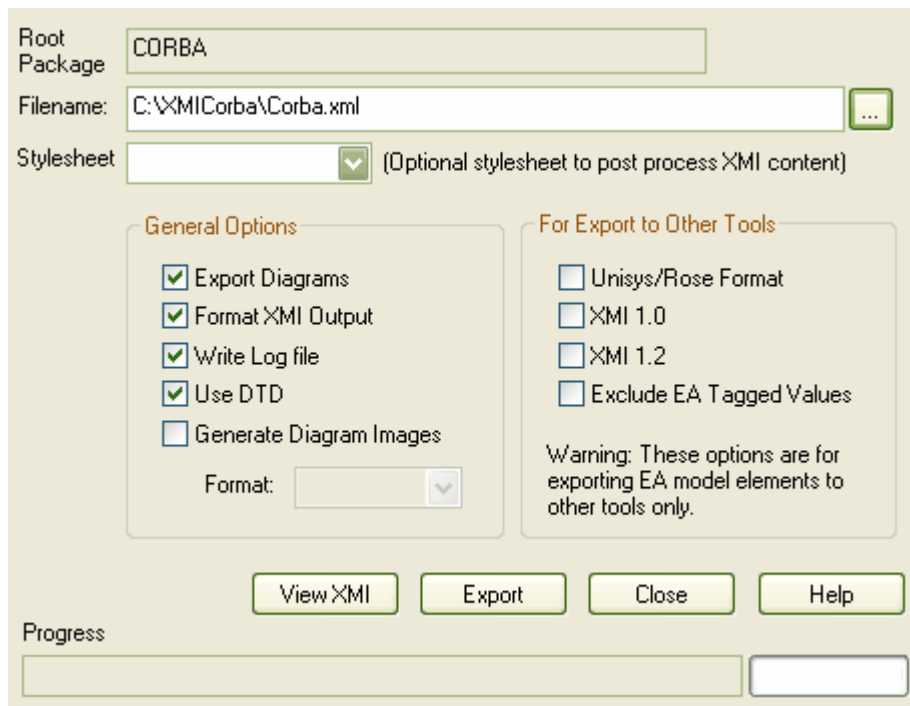 Root
Package
CORBA
Filename:
C:\XMICorba\Corba.xml
...
Stylesheet
(Optional stylesheet to post process XMI content)
General Options
Export Diagrams
Format XMI Output
Write Log file
Use DTD
Generate Diagram Images
Format:
For Export to Other Tools
Unisys/Rose Format
XMI 1.0
XMI 1.2
Exclude EA Tagged Values
Warning: These options are for
exporting EA model elements to
other tools only.
View XMI
Export
Close
Help
Progress